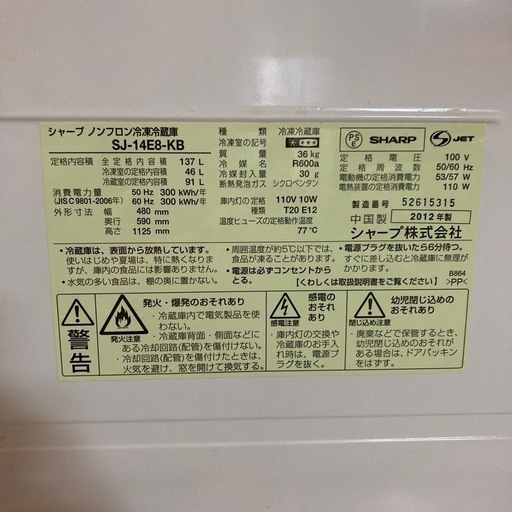 シャープ ノンフロン冷凍冷蔵庫
SJ-14E8-KB
定格内容積 全定格内容積 137 L
冷凍室の定格内容積 46 L
冷蔵室の定格内容積 91 L
消費電力量 50 Hz 300 kWh/年
(JIS C 9801-2006年) 60 Hz 300 kWh/年
外形寸法 幅 480 mm
奥行 590 mm
高さ 1125 mm
種類 冷凍冷蔵庫
冷凍室の記号
質量 36 kg
冷媒 R600a
冷媒封入量 30 g
断熱発泡ガス シクロペンタン
庫内灯の定格 110V 10W
T20 E12
温度ヒューズの定格動作温度 77 ℃
PS E SHARP JET
定格電圧 100 V
定格周波数 50/60 Hz
電動機の定格消費電力 53/57 W
電熱装置の定格消費電力 110 W
製造番号 52615315
中国製 2012年製
シャープ株式会社
●冷蔵庫は、表面から放熱しています。
使いはじめや夏場は、特に熱くなりますが、庫内の食品には影響ありません。
●水気の多い食品は、棚の奥に置かない。
●周囲温度が約5℃以下になると、食品が凍結することがあります。
●電源は必ずコンセントからとる。
●電源プラグを抜いたら6分待つ。
すぐに差し込むと冷蔵庫に無理がかかります。
【くわしくは取扱説明書をご覧ください】
B864
>PP<
警告
発火注意
発火・爆発のおそれあり
・冷蔵庫内で電気製品を使わない。
・冷蔵庫背面・側面などにある冷却回路(配管)を傷付けない。
・冷却回路(配管)を傷付けたときは、火気を避け、窓を開けて換気する。
感電注意
感電のおそれあり
・庫内灯の交換や冷蔵庫のお手入れ時は、電源プラグを抜く。
閉じ込め注意
幼児閉じ込めのおそれあり
・廃棄などで保管するとき、幼児閉じ込めのおそれがある場合は、ドアパッキンをはずす。